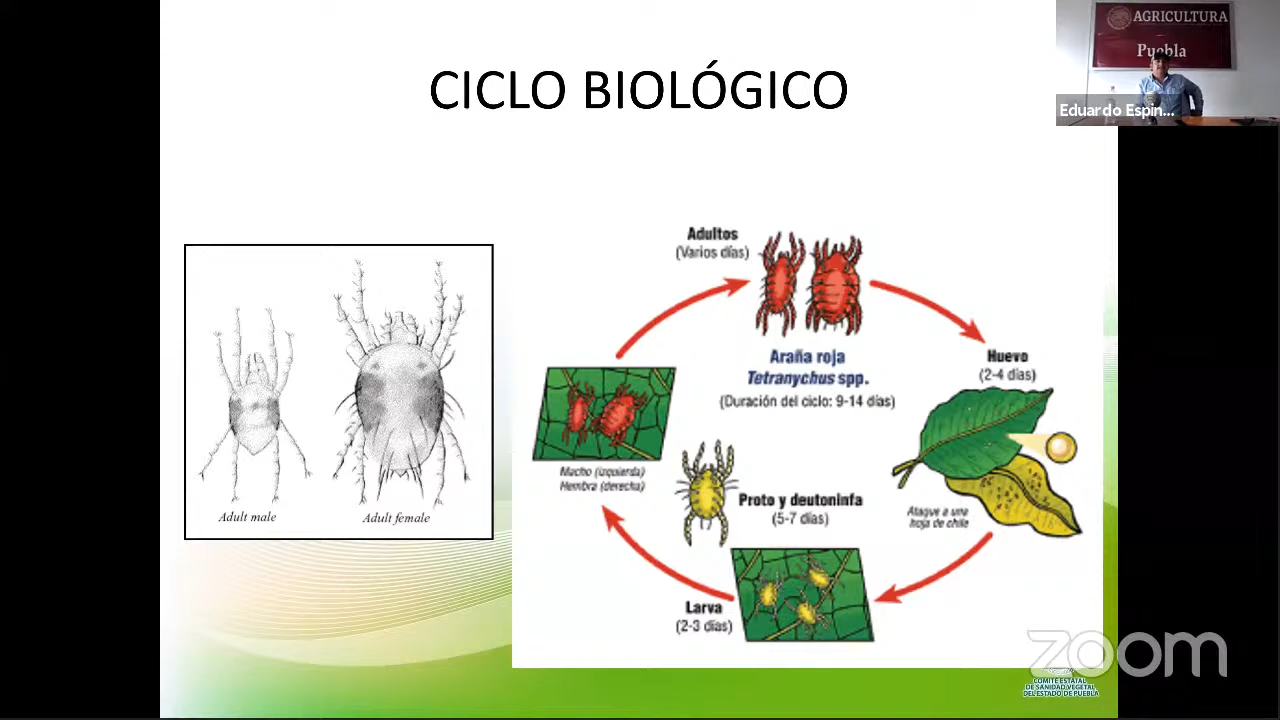 CICLO BIOLÓGICO
AGRICULTURA
Puebla
Eduardo Espin...
Adult male
Adult female
Adultos
(Varios días)
Araña roja
Tetranychus spp.
(Duración del ciclo: 9-14 días)
Huevo
(2-4 días)
Macho (izquierda)
Hembra (derecha)
Proto y deutoninfa
(5-7 días)
Ataque a una
hoja de chile
Larva
(2-3 días)
zoom
COMITE ESTATAL
DE SANIDAD VEGETAL
DEL ESTADO DE PUEBLA